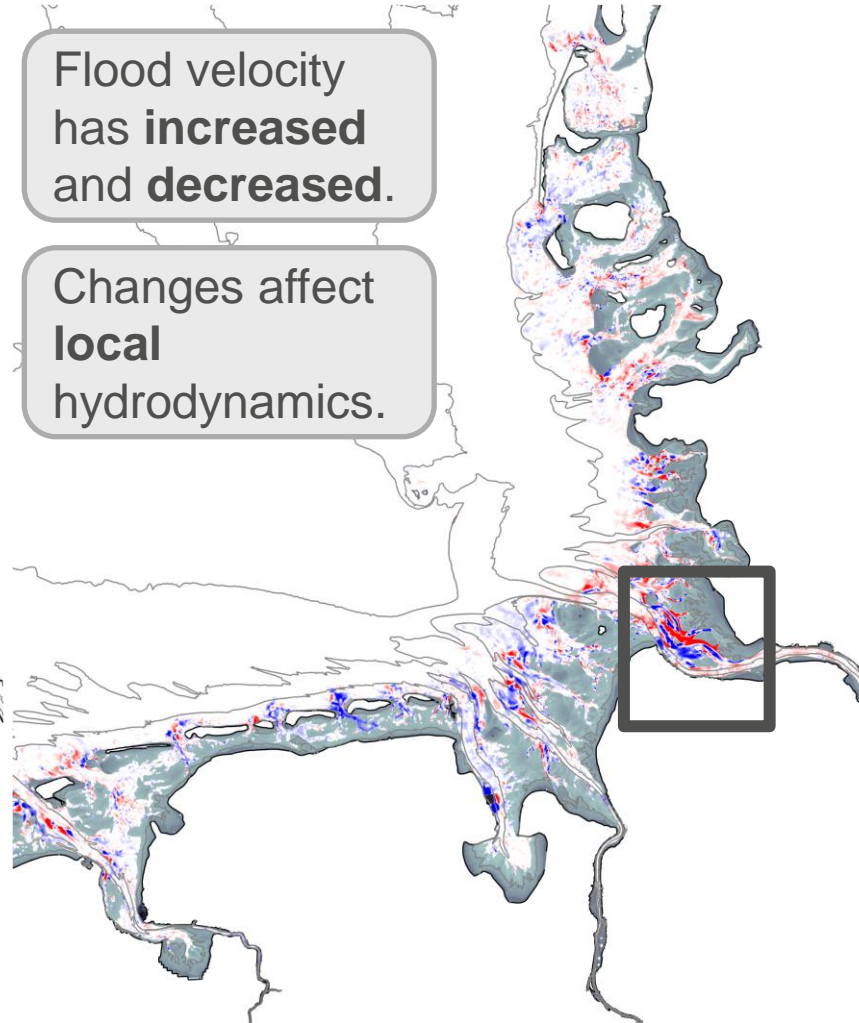 Flood velocity
has increased
and decreased.
Changes affect
local
hydrodynamics.